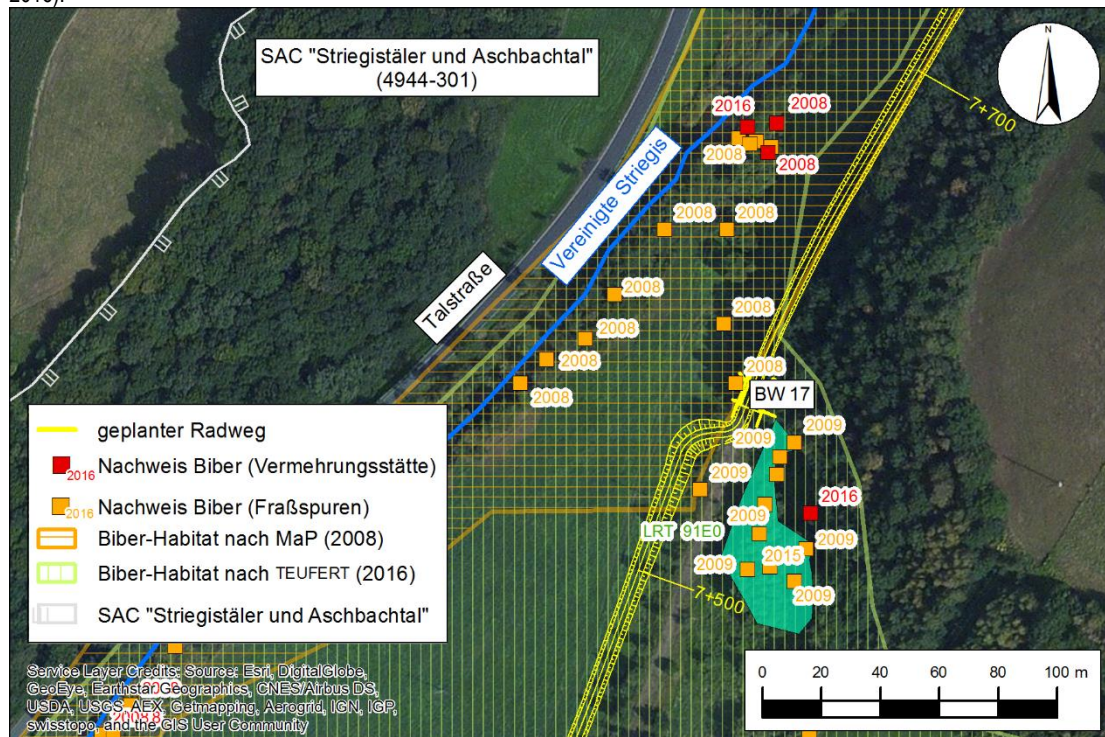 2016).
SAC "Striegistäler und Aschbachtal"
(4944-301)
N
7+700
2016
2008
2008
2008
Vereinigte Striegis
2008
2008
Talstraße
2008
2008
2008
2008
2008
2008
BW 17
2009
2009
2009
2016
LRT 91E0
2009
2009
2009
2015
2009
7+500
geplanter Radweg
2016 Nachweis Biber (Vermehrungsstätte)
2016 Nachweis Biber (Fraßspuren)
Biber-Habitat nach MaP (2008)
Biber-Habitat nach TEUFERT (2016)
SAC "Striegistäler und Aschbachtal"
Service Layer Credits: Source: Esri, DigitalGlobe,
GeoEye, Earthstar Geographics, CNES/Airbus DS,
USDA, USGS, AEX, Getmapping, Aerogrid, IGN, IGP,
swisstopo, and the GIS User Community
0 20 40 60 80 100 m